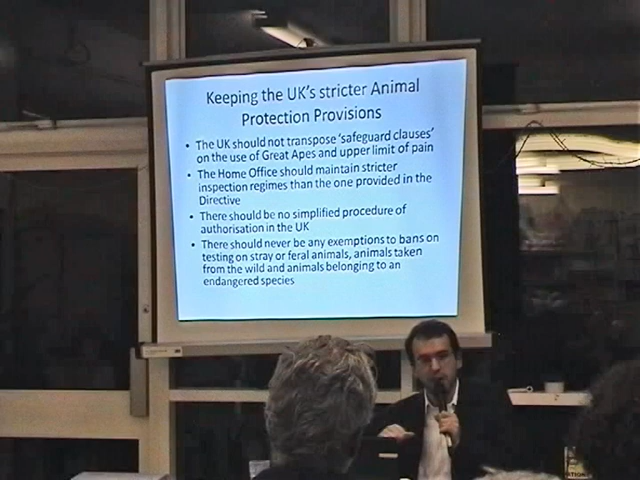 Keeping the UK's stricter Animal
Protection Provisions
• The UK should not transpose 'safeguard clauses'
on the use of Great Apes and upper limit of pain
• The Home Office should maintain stricter
inspection regimes than the one provided in the
Directive
• There should be no simplified procedure of
authorisation in the UK
• There should never be any exemptions to bans on
testing on stray or feral animals, animals taken
from the wild and animals belonging to an
endangered species